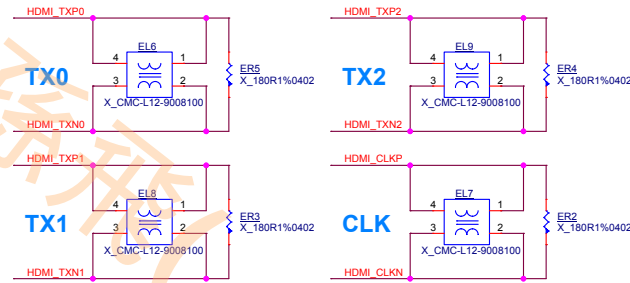 HDMI_TXP0
EL6
4 1
TX0
3 2
ER5
X_180R1%0402
X_CMC-L12-9008100
HDMI_TXN0
HDMI_TXP2
EL9
4 1
TX2
3 2
ER4
X_180R1%0402
X_CMC-L12-9008100
HDMI_TXN2
HDMI_TXP1
EL8
4 1
TX1
3 2
ER3
X_180R1%0402
X_CMC-L12-9008100
HDMI_TXN1
HDMI_CLKP
EL7
4 1
CLK
3 2
ER2
X_180R1%0402
X_CMC-L12-9008100
HDMI_CLKN